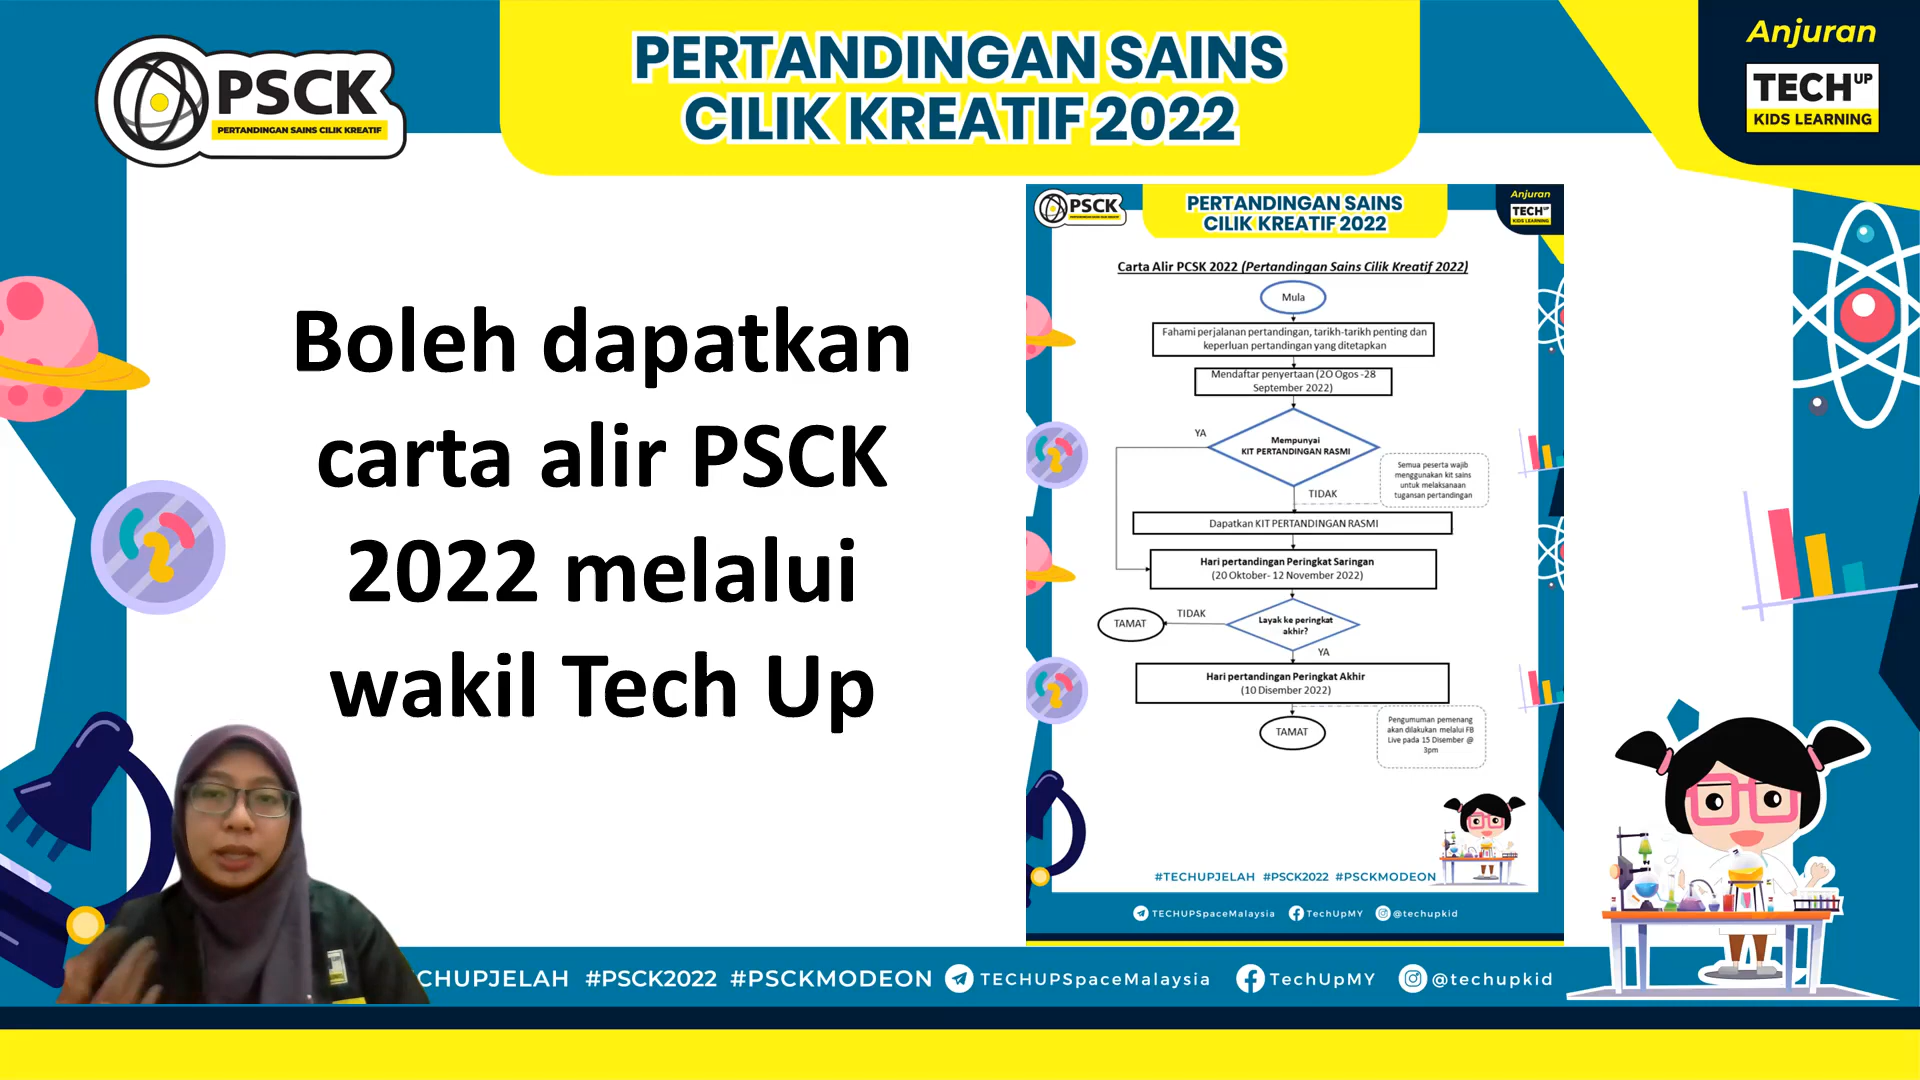 PSCK
PERTANDINGAN SAINS CILIK KREATIF
PERTANDINGAN SAINS
CILIK KREATIF 2022
Anjuran
TECH UP
KIDS LEARNING
Boleh dapatkan
carta alir PSCK
2022 melalui
wakil Tech Up
PSCK
PERTANDINGAN SAINS
CILIK KREATIF 2022
Anjuran
TECH UP
KIDS LEARNING
Carta Alir PCSK 2022 (Pertandingan Sains Cilik Kreatif 2022)
Mula
Fahami perjalanan pertandingan, tarikh-tarikh penting dan
keperluan pertandingan yang ditetapkan
Mendaftar penyertaan (2O Ogos -28
September 2022)
YA
Mempunyai
KIT PERTANDINGAN RASMI
Semua peserta wajib
menggunakan kit sains
untuk melaksanaan
tugansan pertandingan
TIDAK
Dapatkan KIT PERTANDINGAN RASMI
Hari pertandingan Peringkat Saringan
(20 Oktober- 12 November 2022)
TIDAK
TAMAT
Layak ke peringkat
akhir?
YA
Hari pertandingan Peringkat Akhir
(10 Disember 2022)
TAMAT
Pengumuman pemenang
akan dilakukan melalui FB
Live pada 15 Disember @
3pm
#TECHUPJELAH #PSCK2022 #PSCKMODEON
TECHUPSpaceMalaysia TechUpMY @techupkid
CHUPJELAH #PSCK2022 #PSCKMODEON TECHUPSpaceMalaysia TechUpMY @techupkid